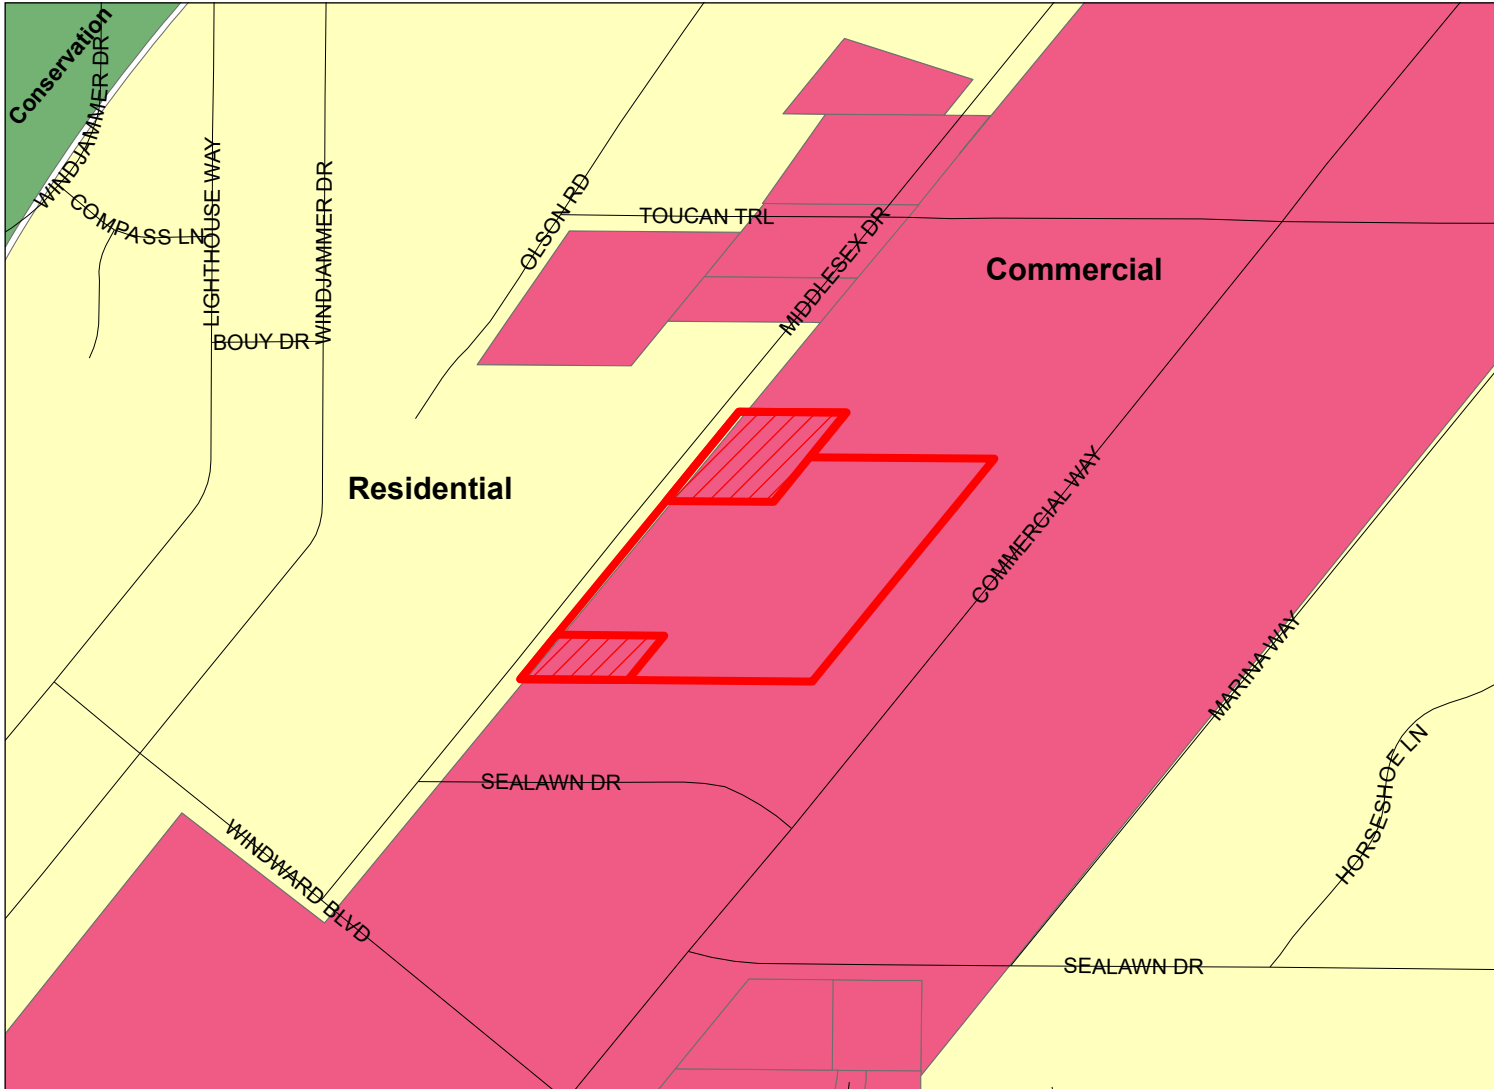 Conservation
WINDJAMMER DR
COMPASS LN
LIGHTHOUSE WAY
WINDJAMMER DR
BOUY DR
OLSON RD
TOUCAN TRL
MIDDLESEX DR
Commercial
Residential
COMMERCIAL WAY
MARINA WAY
HORSESHOE LN
SEALAWN DR
WINDWARD BLVD
SEALAWN DR